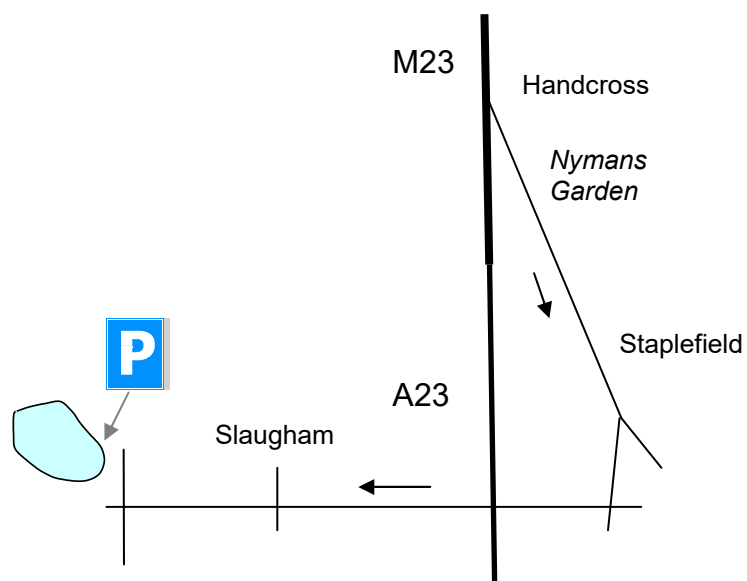 M23
Handcross
Nymans
Garden
Staplefield
P
A23
Slaugham